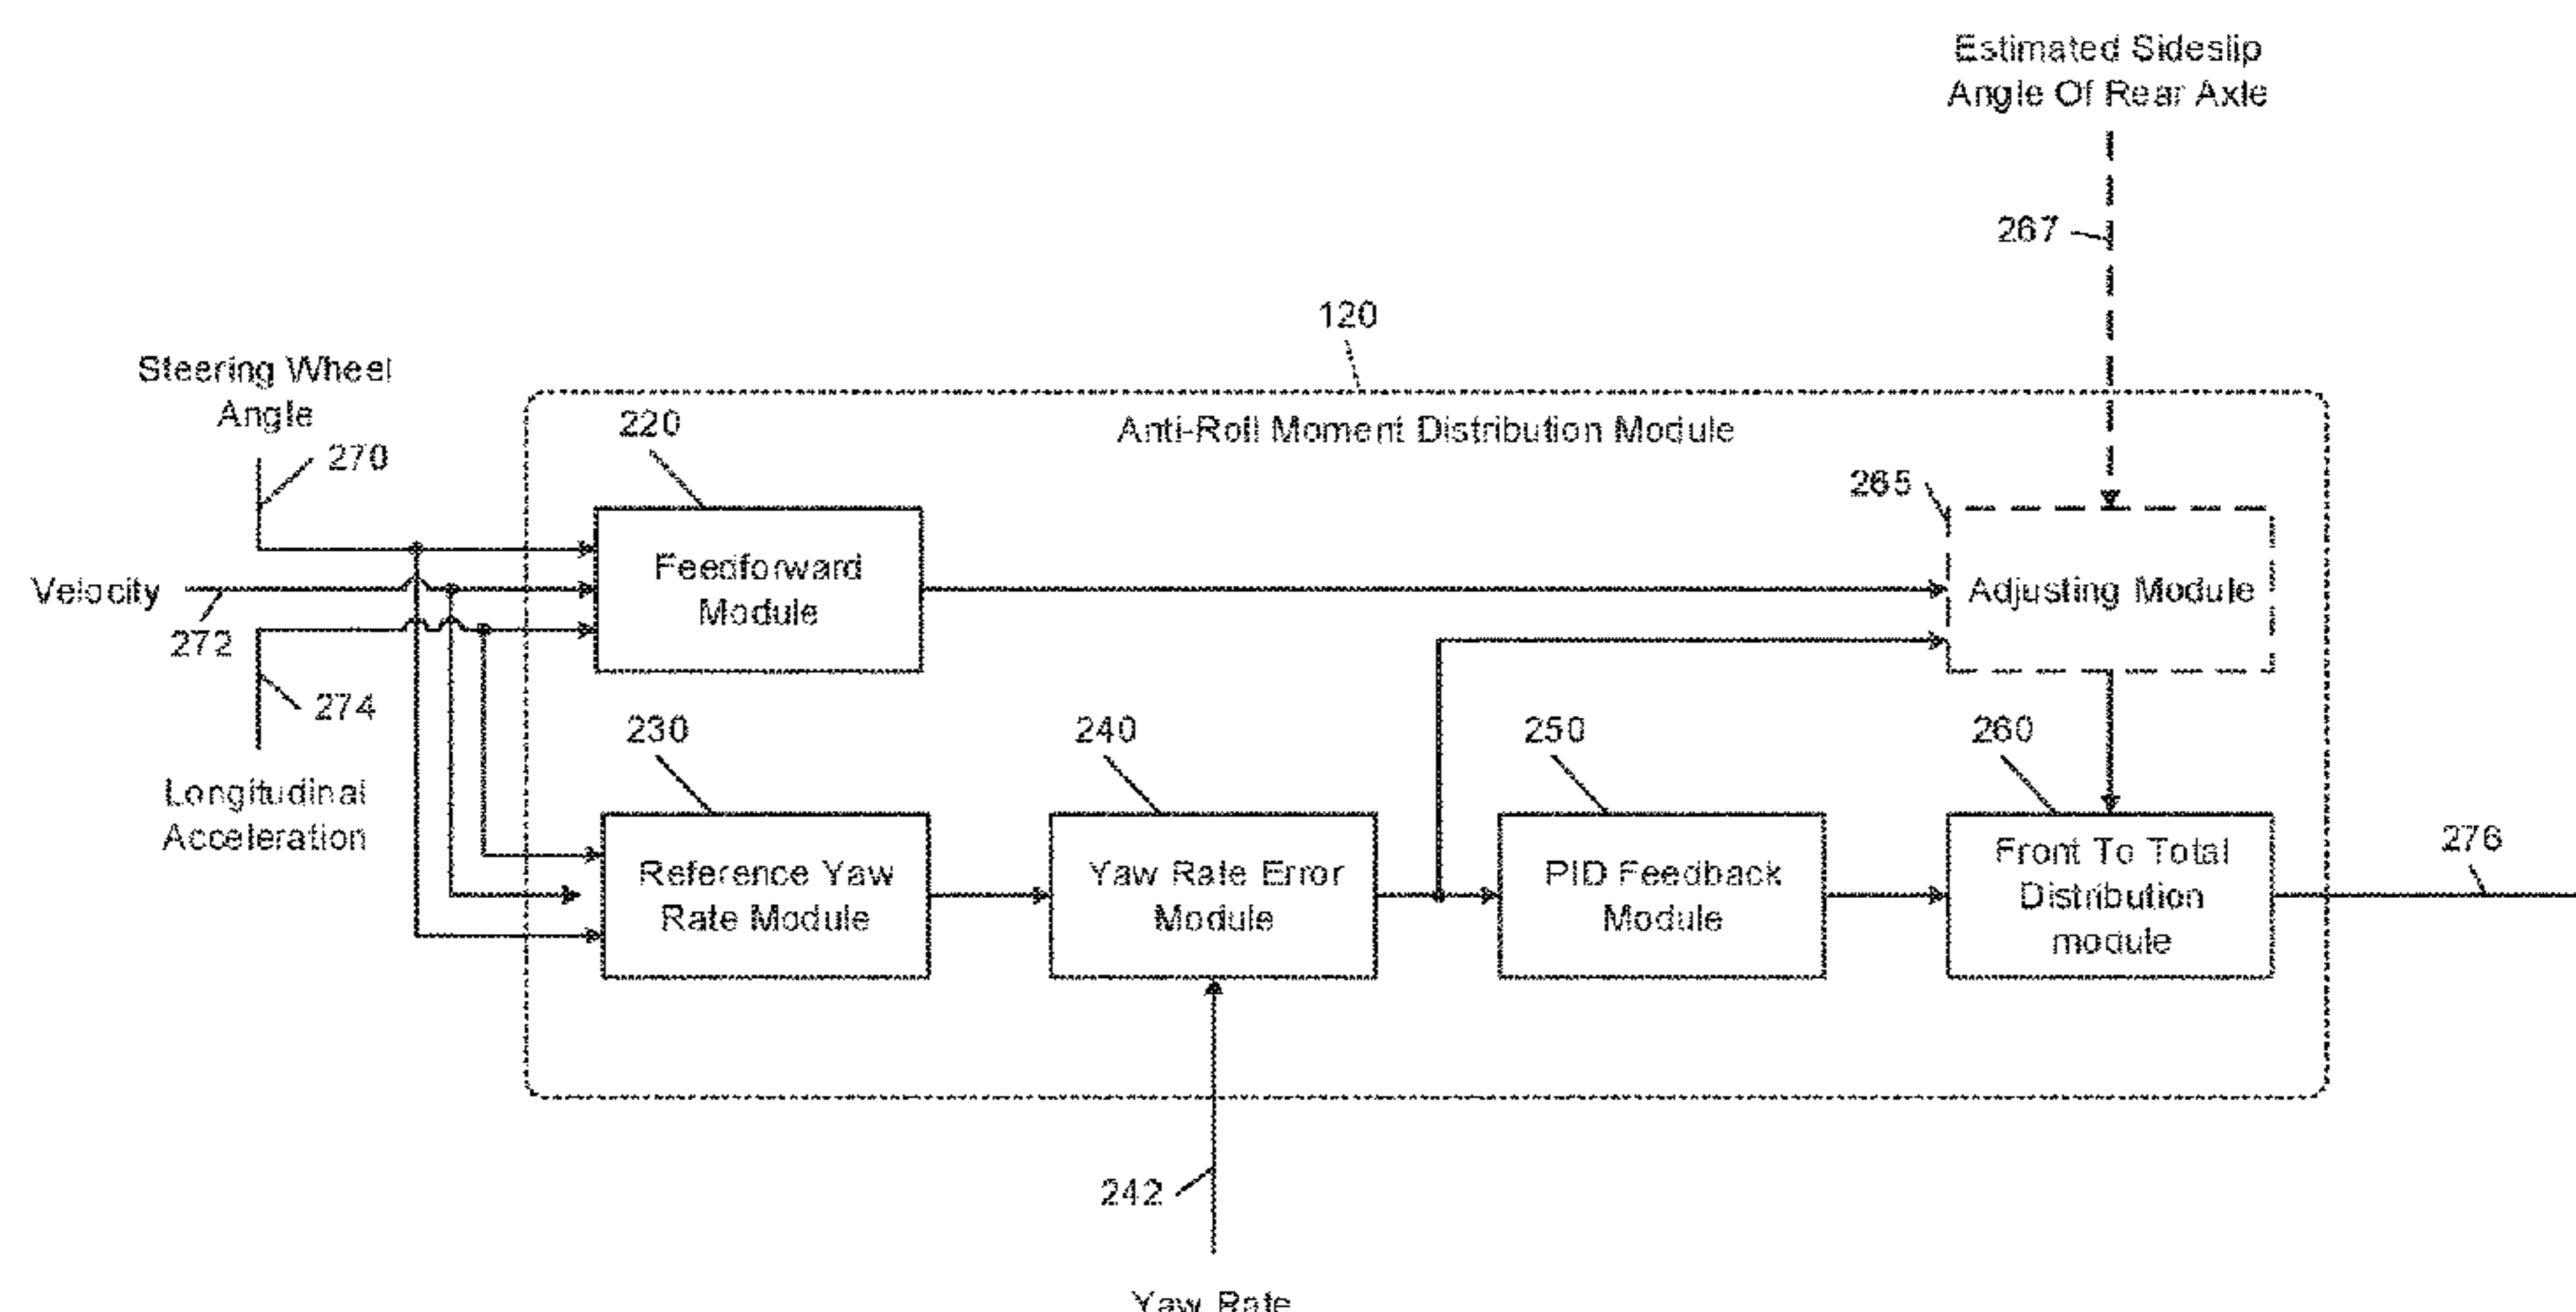 Estimated Sideslip
Angle Of Rear Axle
267
120
Steering Wheel
Angle
270
220
Anti-Roll Moment Distribution Module
265
Feedforward
Module
Velocity
272
Adjusting Module
274
Longitudinal
Acceleration
230
240
250
260
Reference Yaw
Rate Module
Yaw Rate Error
Module
PID Feedback
Module
Front To Total
Distribution
module
276
242
Yaw Rate